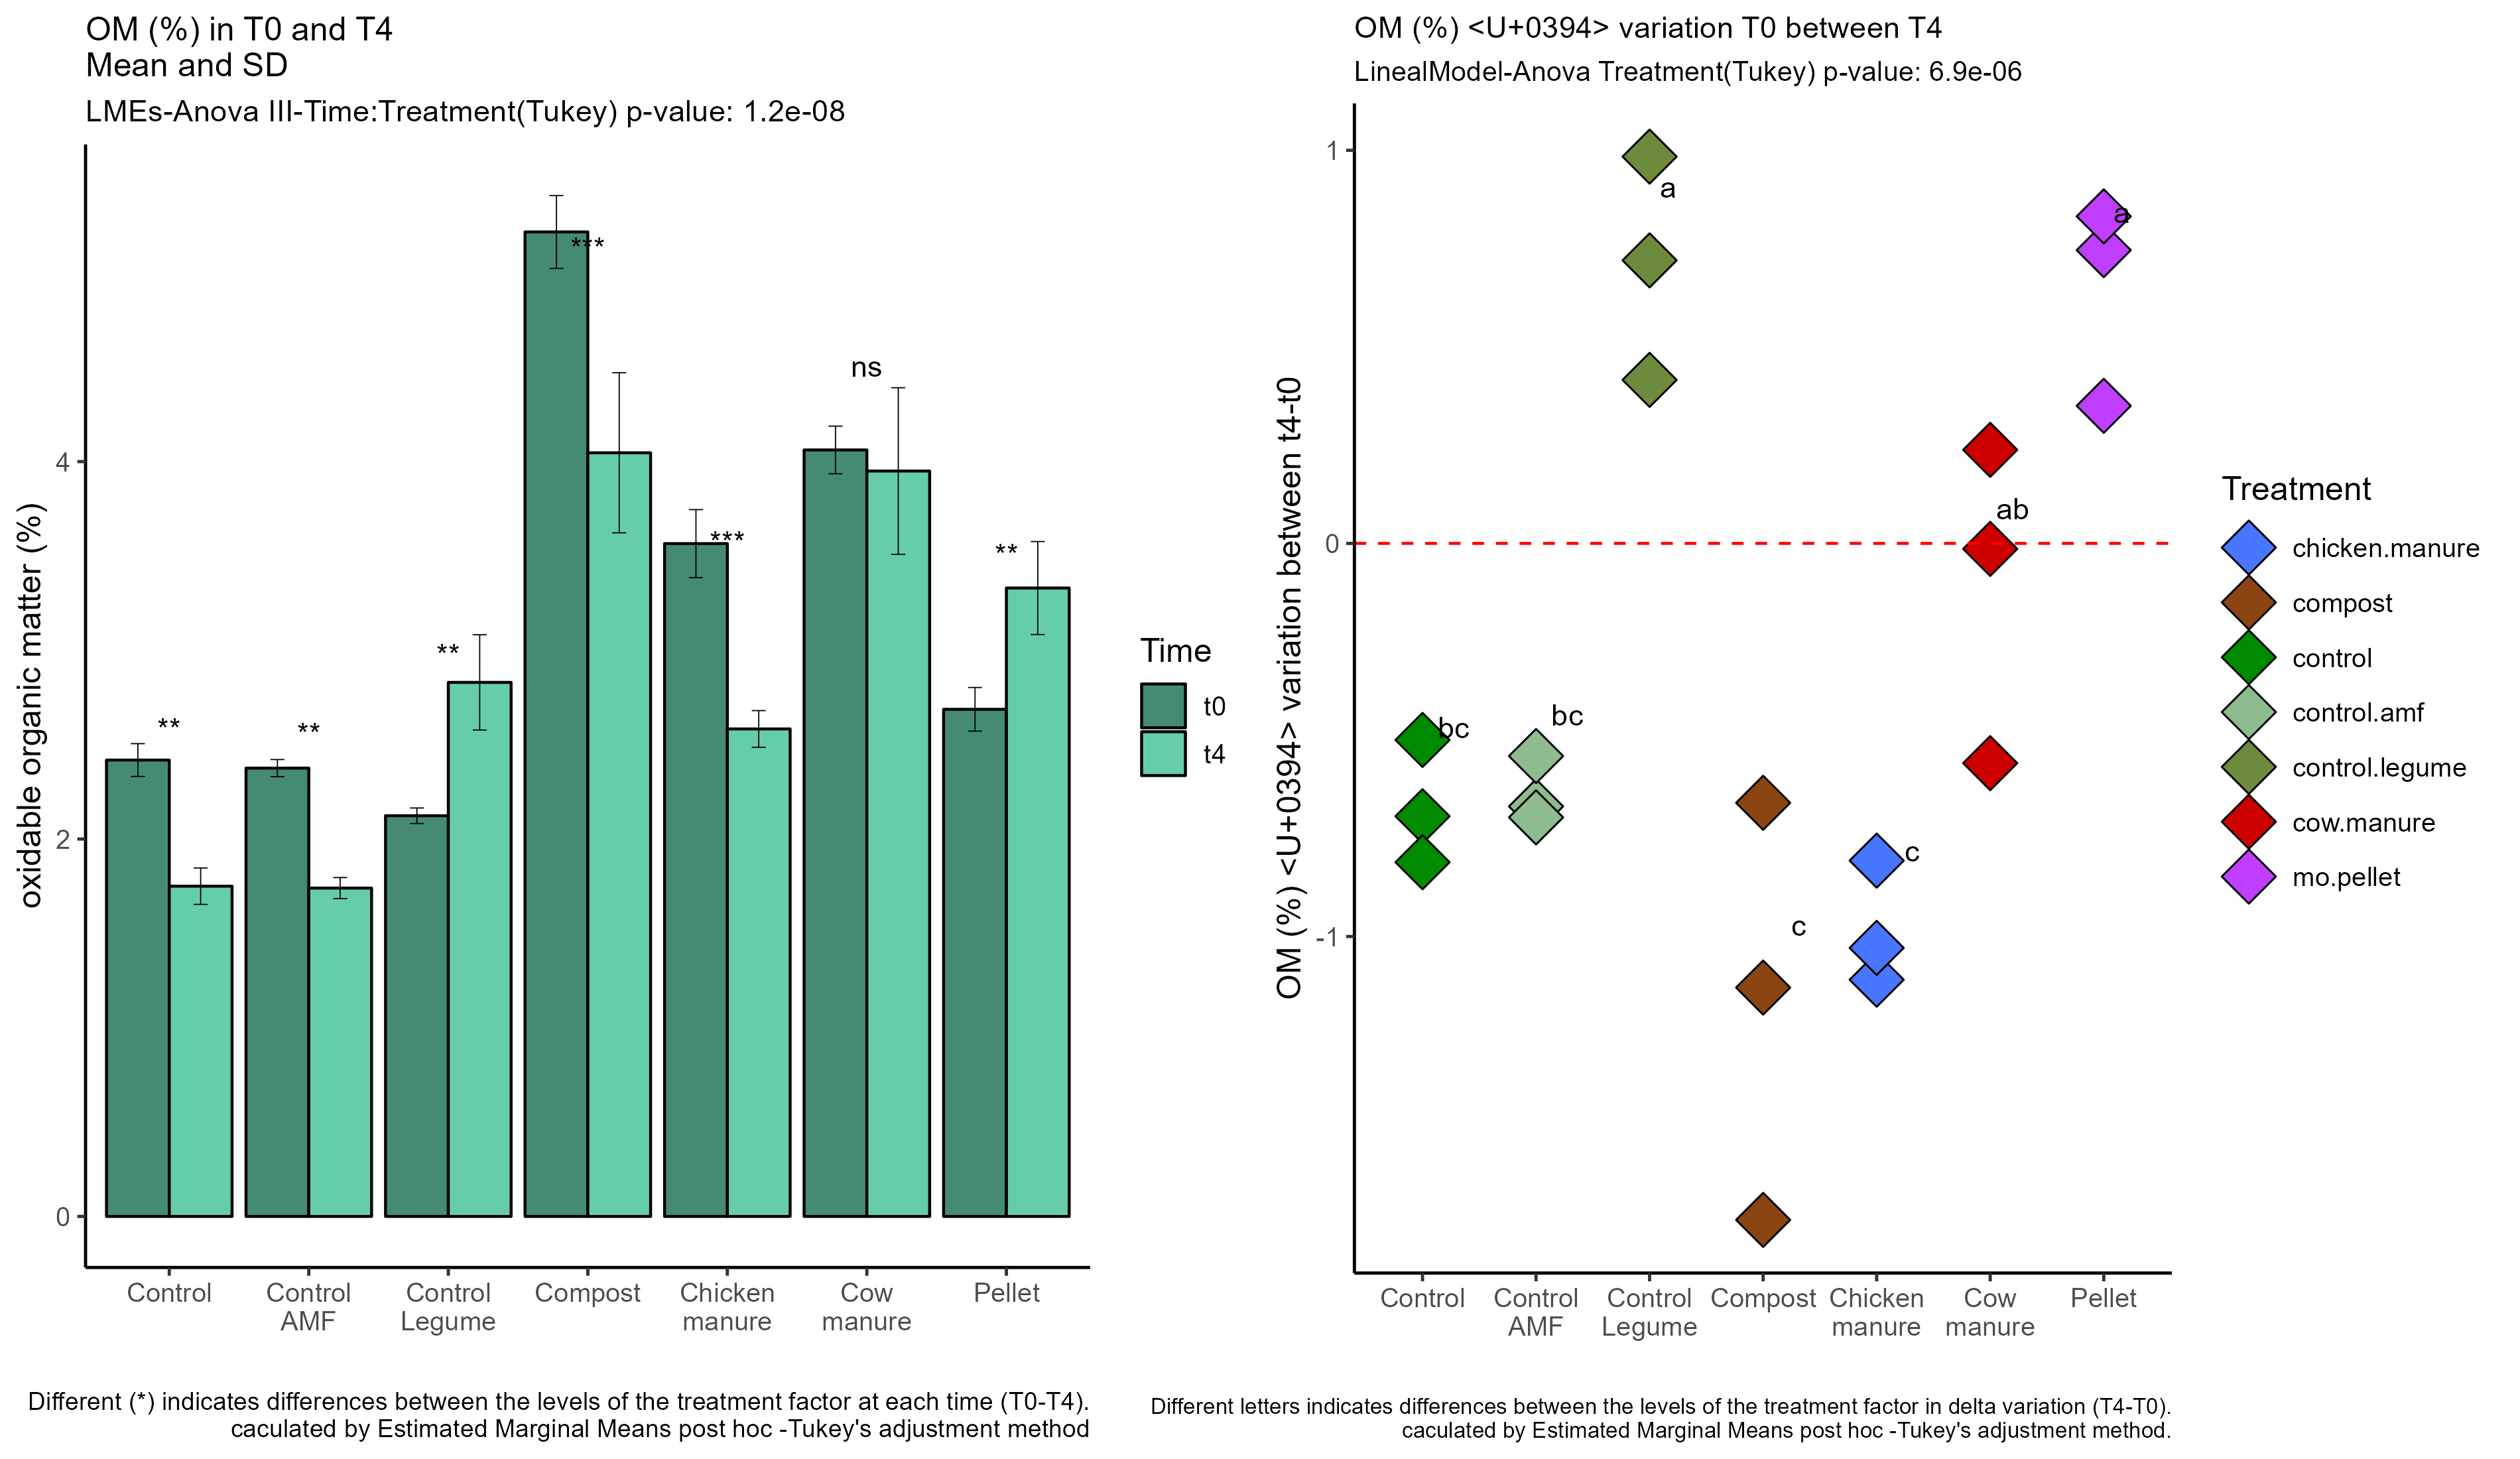 OM (%) in T0 and T4
Mean and SD
LMEs-Anova III-Time:Treatment(Tukey) p-value: 1.2e-08
oxidable organic matter (%)
4
2
0
**
**
**
***
***
ns
**
Control
Control
AMF
Control
Legume
Compost
Chicken
manure
Cow
manure
Pellet
Time
t0
t4
Different (*) indicates differences between the levels of the treatment factor at each time (T0-T4).
caculated by Estimated Marginal Means post hoc -Tukey's adjustment method
OM (%) <U+0394> variation T0 between T4
LinealModel-Anova Treatment(Tukey) p-value: 6.9e-06
OM (%) <U+0394> variation between t4-t0
1
0
-1
bc
bc
a
c
c
ab
a
Control
Control
AMF
Control
Legume
Compost
Chicken
manure
Cow
manure
Pellet
Treatment
chicken.manure
compost
control
control.amf
control.legume
cow.manure
mo.pellet
Different letters indicates differences between the levels of the treatment factor in delta variation (T4-T0).
caculated by Estimated Marginal Means post hoc -Tukey's adjustment method.